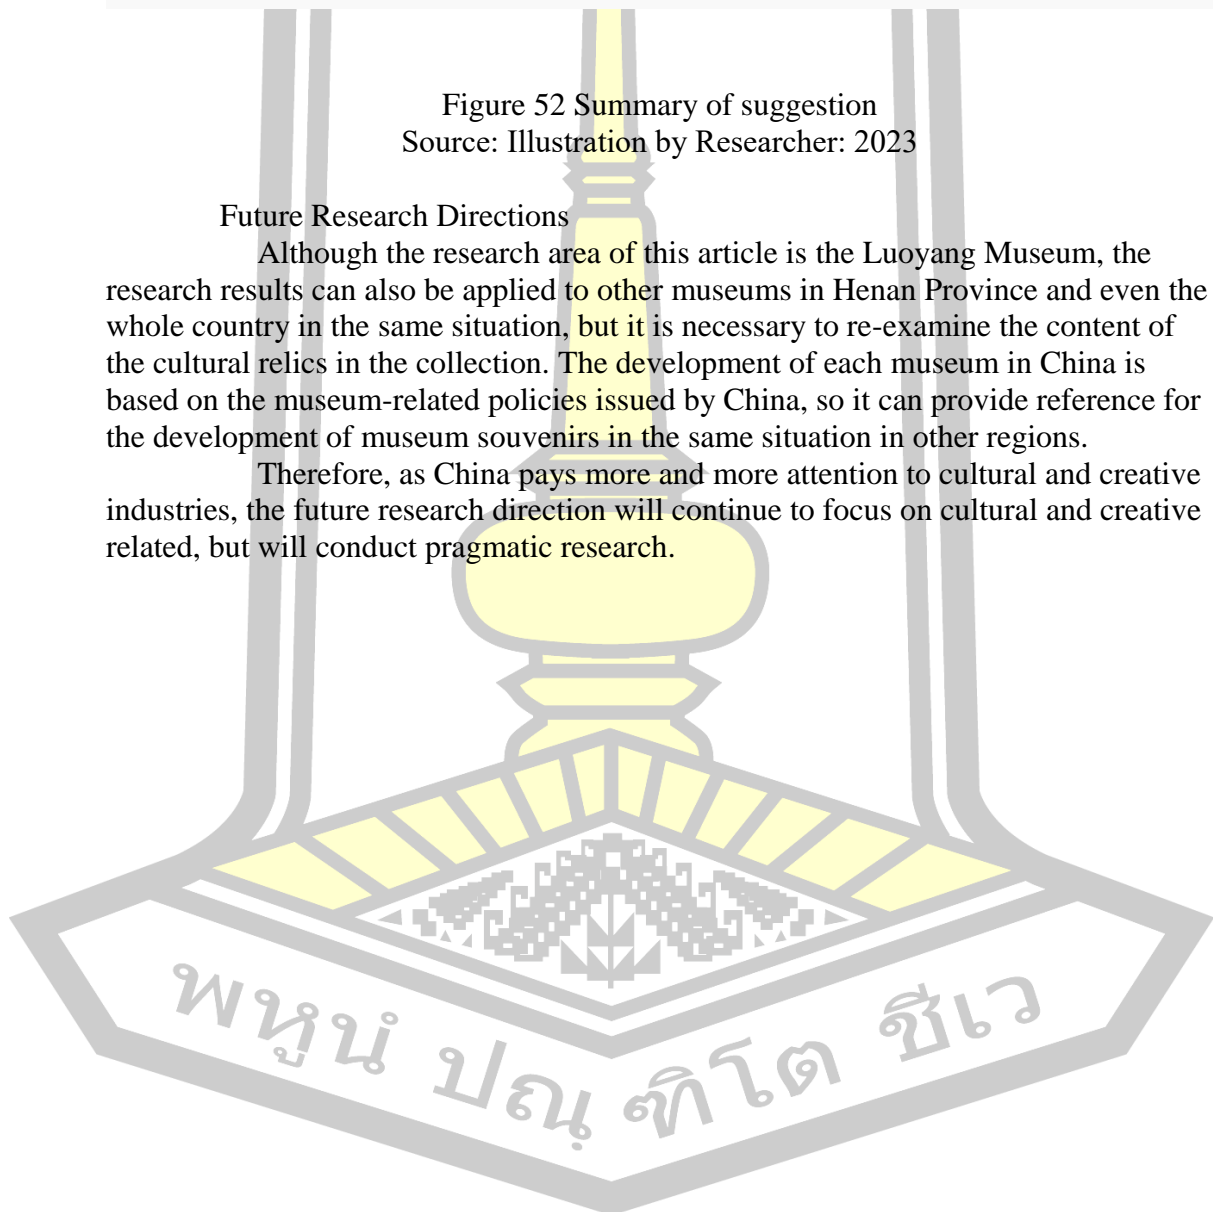 Figure 52 Summary of suggestion
Source: Illustration by Researcher: 2023
Future Research Directions
Although the research area of this article is the Luoyang Museum, the
research results can also be applied to other museums in Henan Province and even the
whole country in the same situation, but it is necessary to re-examine the content of
the cultural relics in the collection. The development of each museum in China is
based on the museum-related policies issued by China, so it can provide reference for
the development of museum souvenirs in the same situation in other regions.
Therefore, as China pays more and more attention to cultural and creative
industries, the future research direction will continue to focus on cultural and creative
related, but will conduct pragmatic research.
พหูนํ ปณฺฑิโต ชีเว